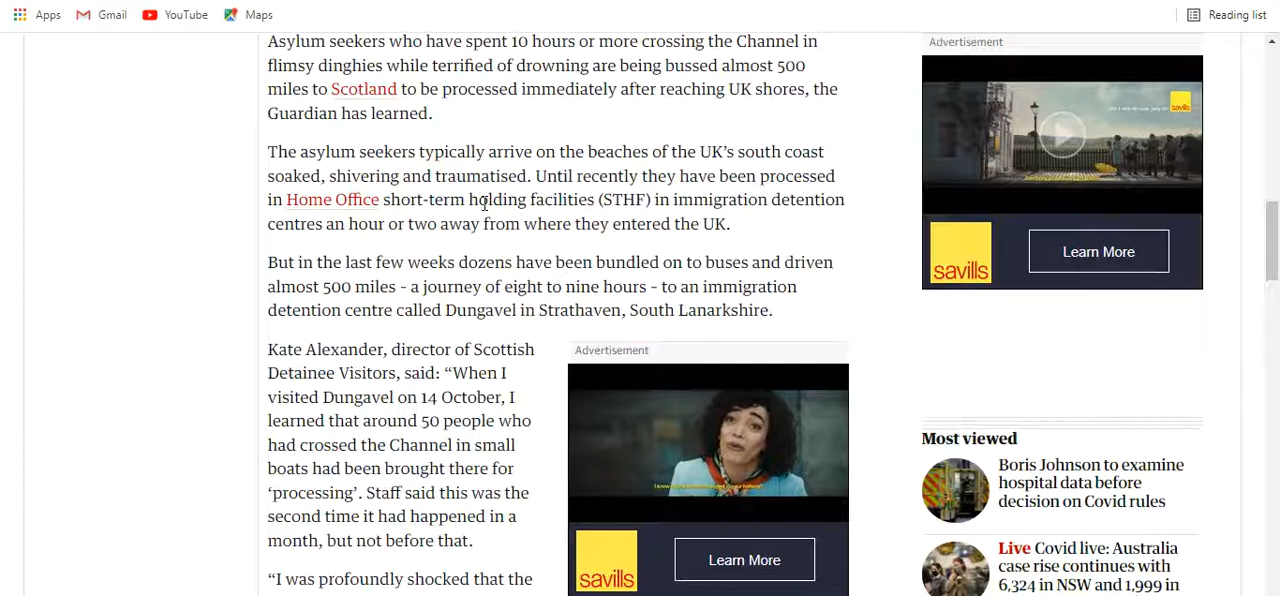 Apps Gmail YouTube Maps Reading list
Asylum seekers who have spent 10 hours or more crossing the Channel in
flimsy dinghies while terrified of drowning are being bussed almost 500
miles to Scotland to be processed immediately after reaching UK shores, the
Guardian has learned.
The asylum seekers typically arrive on the beaches of the UK’s south coast
soaked, shivering and traumatised. Until recently they have been processed
in Home Office short-term holding facilities (STHF) in immigration detention
centres an hour or two away from where they entered the UK.
But in the last few weeks dozens have been bundled on to buses and driven
almost 500 miles - a journey of eight to nine hours - to an immigration
detention centre called Dungavel in Strathaven, South Lanarkshire.
Kate Alexander, director of Scottish
Detainee Visitors, said: “When I
visited Dungavel on 14 October, I
learned that around 50 people who
had crossed the Channel in small
boats had been brought there for
‘processing’. Staff said this was the
second time it had happened in a
month, but not before that.
“I was profoundly shocked that the
Advertisement
savills
Learn More
Advertisement
savills
savills
Learn More
Most viewed
Boris Johnson to examine
hospital data before
decision on Covid rules
Live Covid live: Australia
case rise continues with
6,324 in NSW and 1,999 in